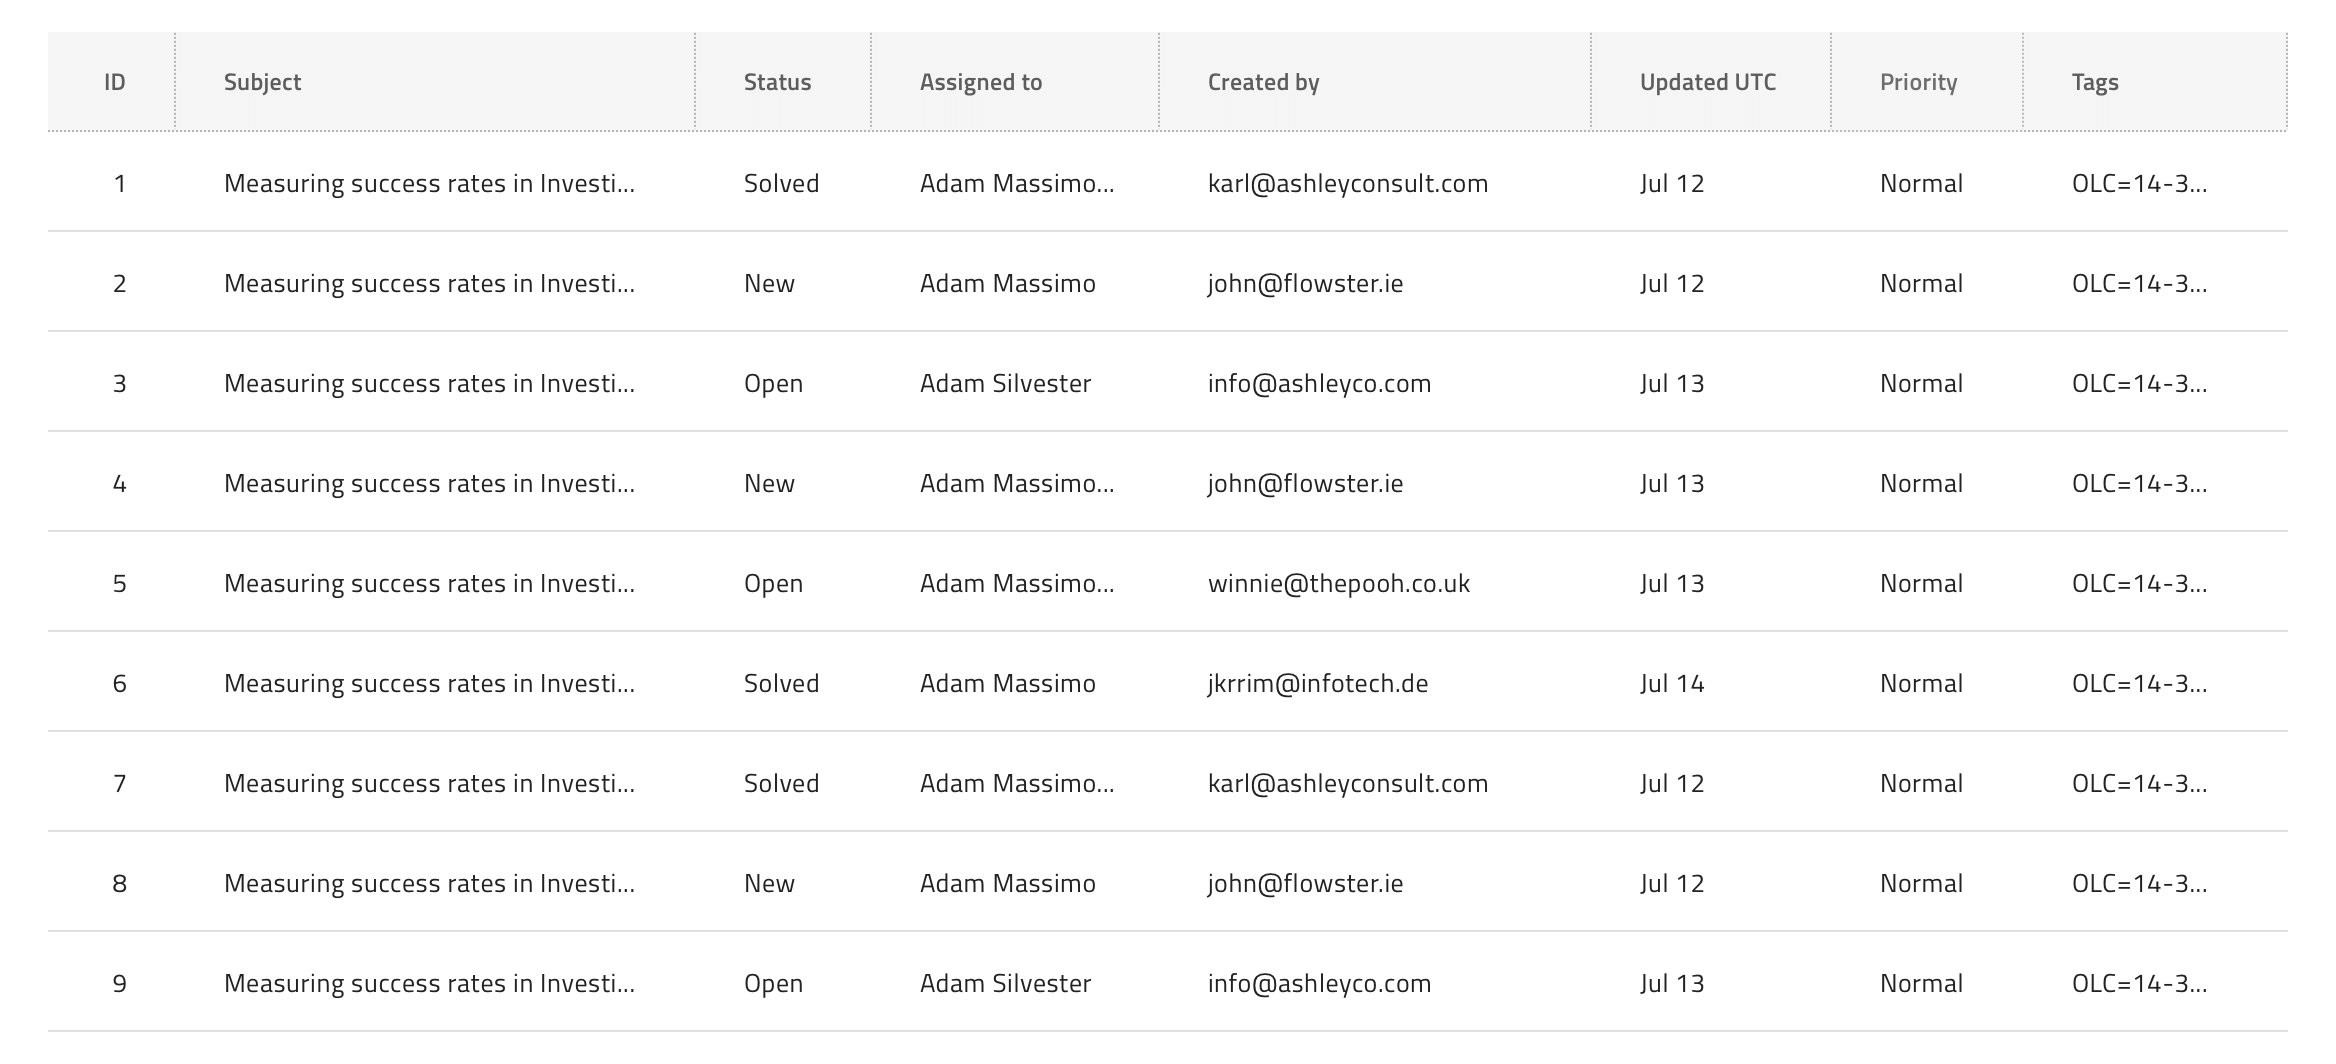 ID Subject Status Assigned to Created by Updated UTC Priority Tags
1 Measuring success rates in Investi... Solved Adam Massimo... karl@ashleyconsult.com Jul 12 Normal OLC=14-3...
2 Measuring success rates in Investi... New Adam Massimo john@flowster.ie Jul 12 Normal OLC=14-3...
3 Measuring success rates in Investi... Open Adam Silvester info@ashleyco.com Jul 13 Normal OLC=14-3...
4 Measuring success rates in Investi... New Adam Massimo... john@flowster.ie Jul 13 Normal OLC=14-3...
5 Measuring success rates in Investi... Open Adam Massimo... winnie@thepooh.co.uk Jul 13 Normal OLC=14-3...
6 Measuring success rates in Investi... Solved Adam Massimo jkrrim@infotech.de Jul 14 Normal OLC=14-3...
7 Measuring success rates in Investi... Solved Adam Massimo... karl@ashleyconsult.com Jul 12 Normal OLC=14-3...
8 Measuring success rates in Investi... New Adam Massimo john@flowster.ie Jul 12 Normal OLC=14-3...
9 Measuring success rates in Investi... Open Adam Silvester info@ashleyco.com Jul 13 Normal OLC=14-3...